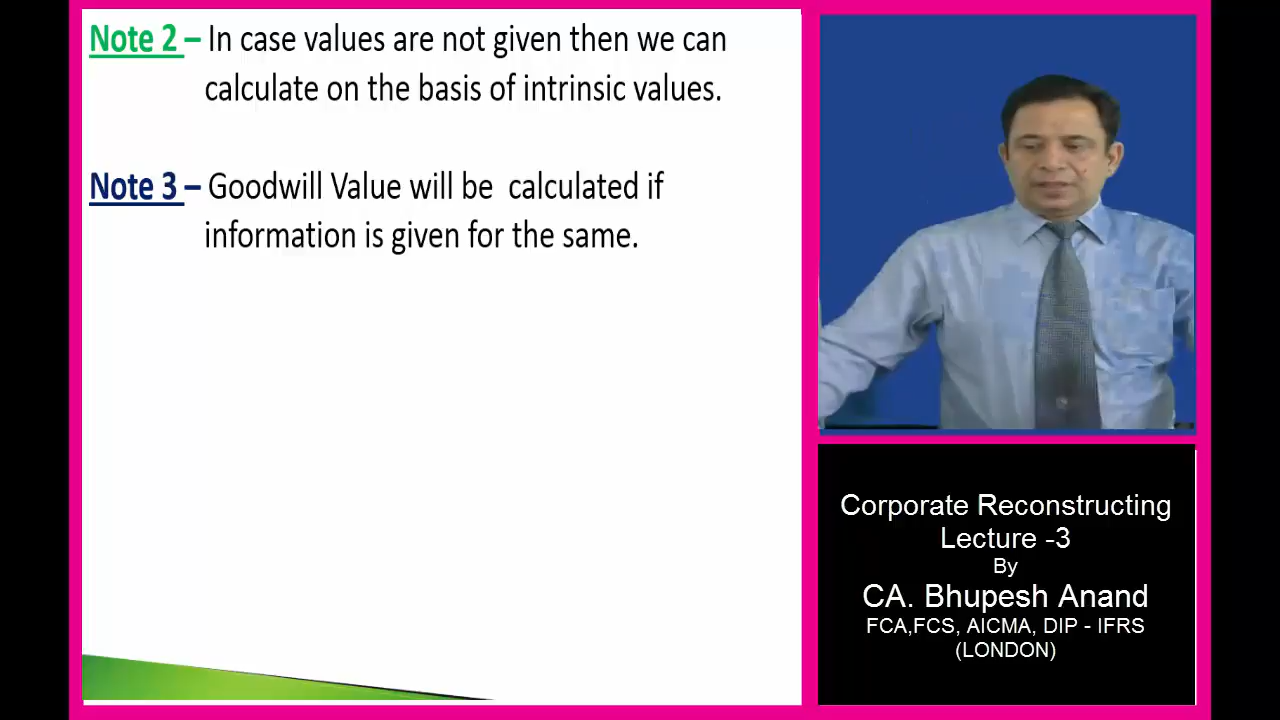 Note 2 – In case values are not given then we can
calculate on the basis of intrinsic values.
Note 3 – Goodwill Value will be calculated if
information is given for the same.
Corporate Reconstructing
Lecture -3
By
CA. Bhupesh Anand
FCA,FCS, AICMA, DIP - IFRS
(LONDON)